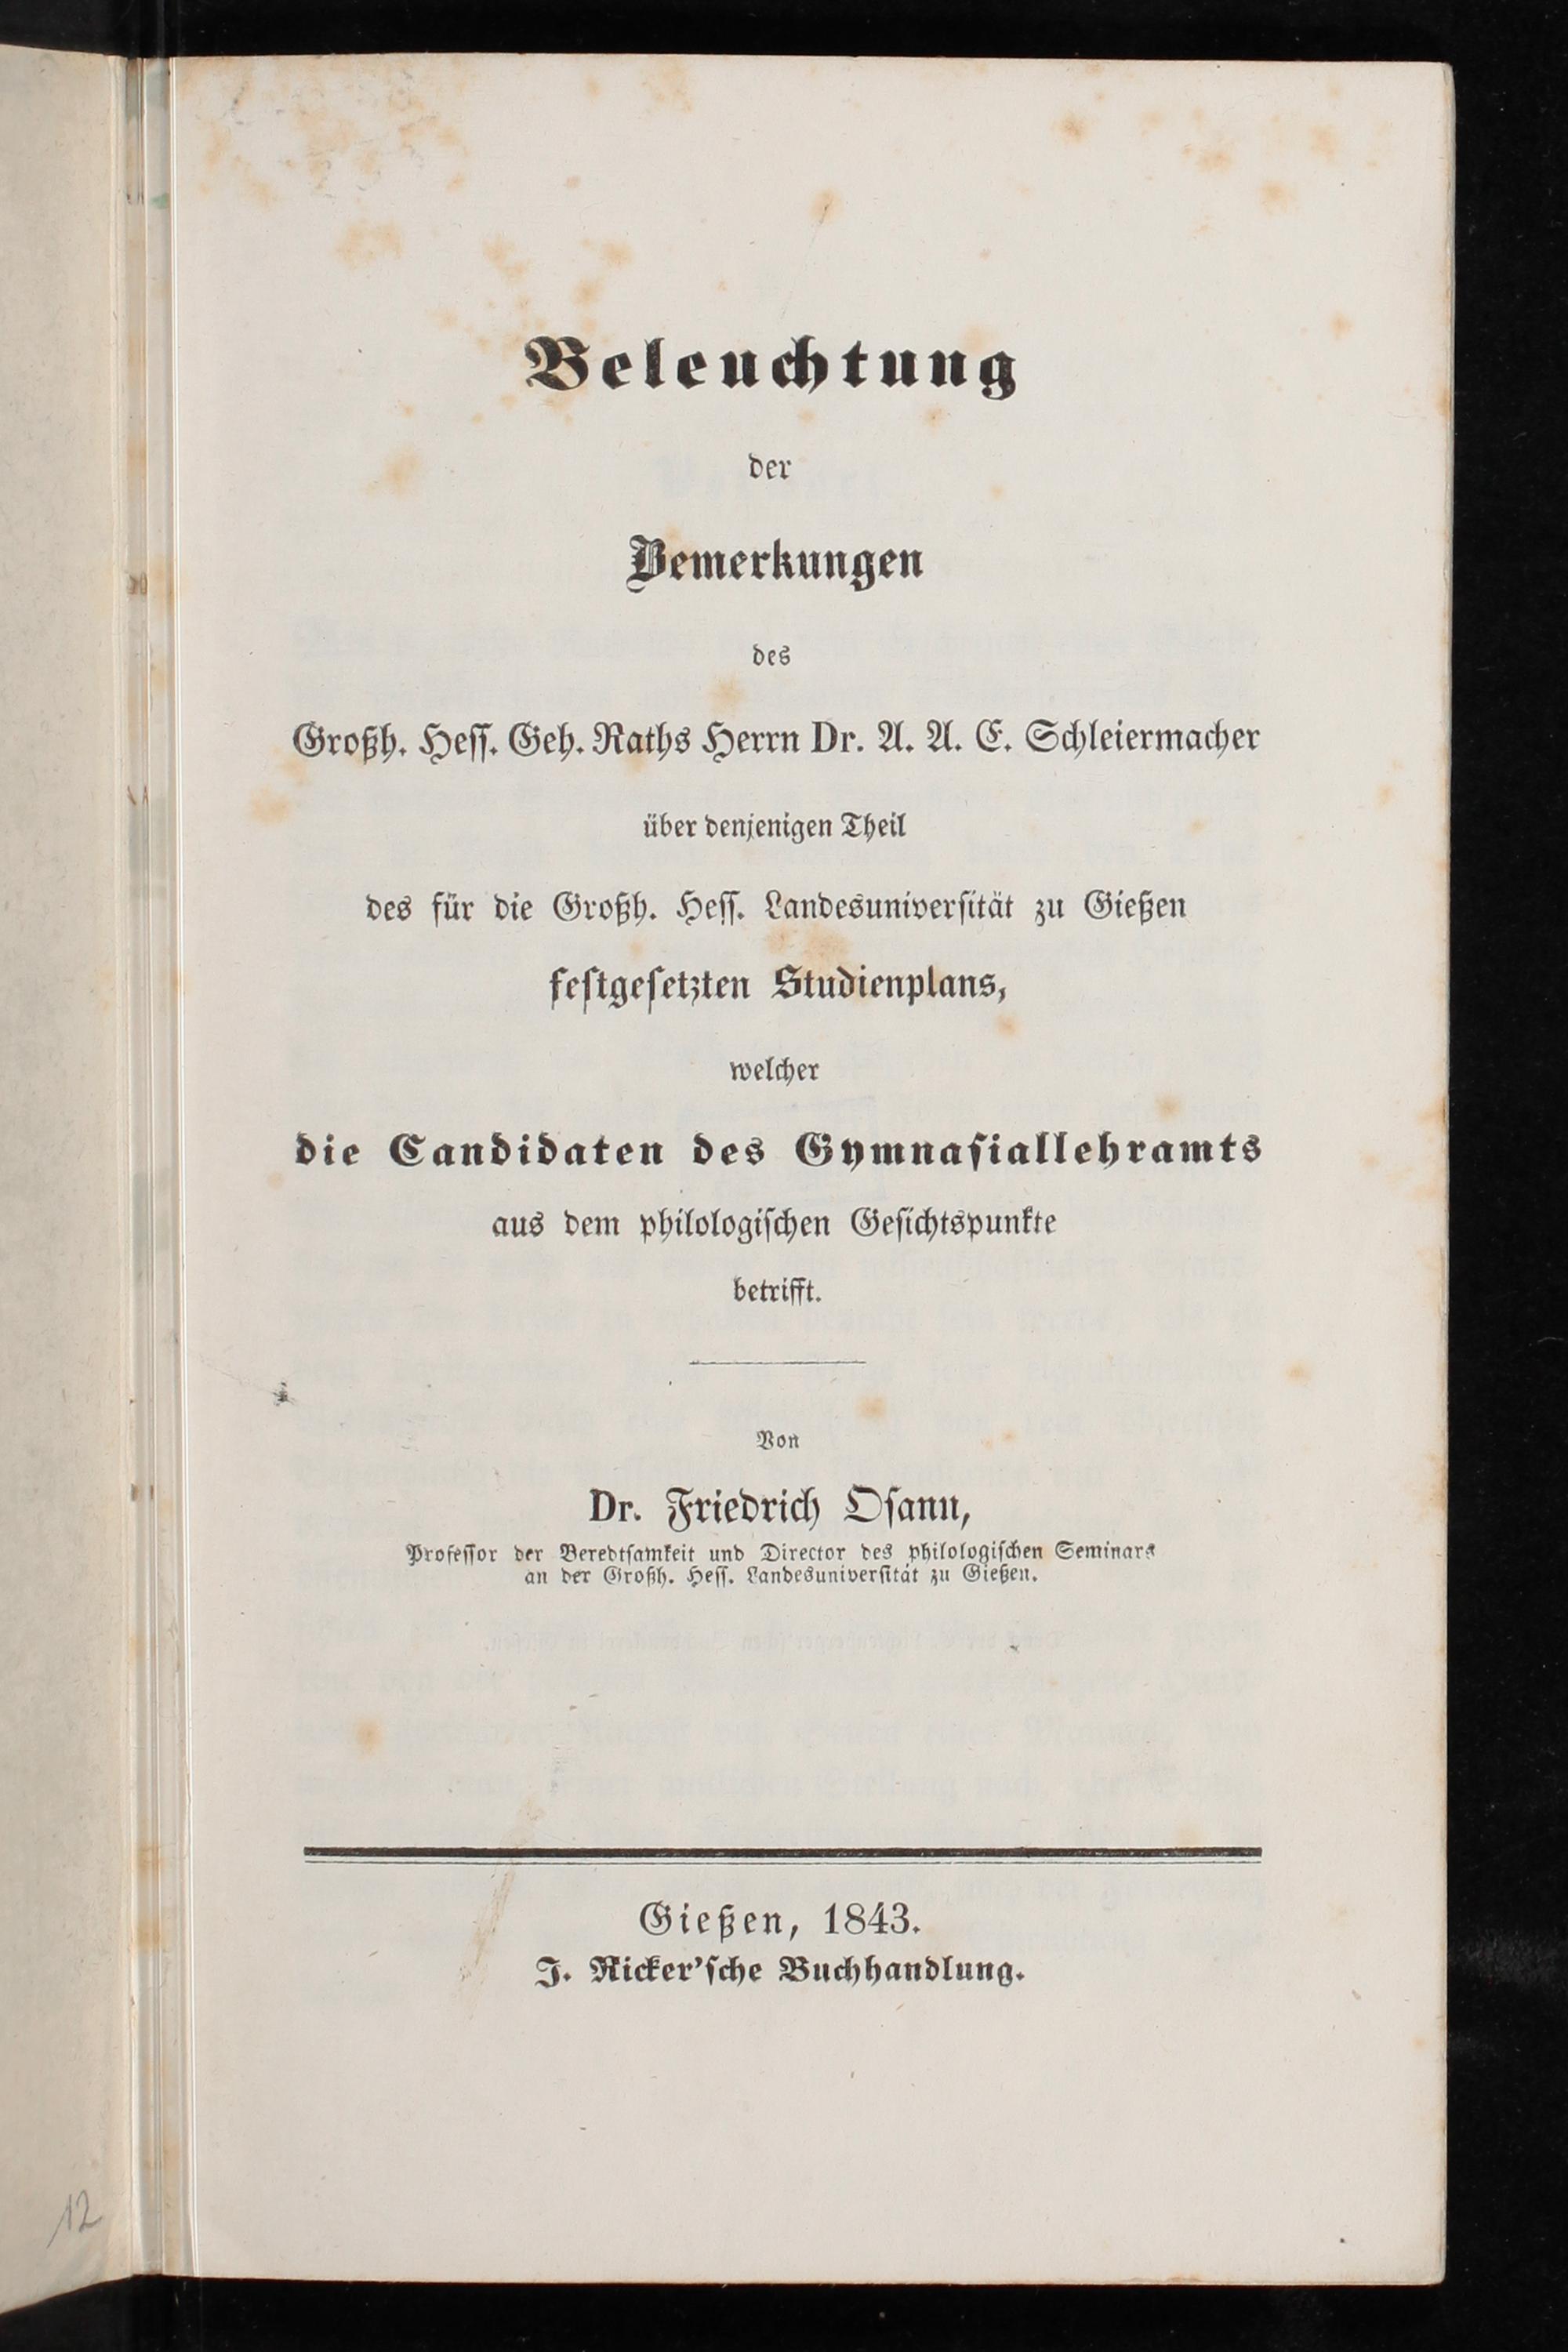 Beleuchtung
der
Bemerkungen
des
Großh. Heſſ. Geh. Raths Herrn Dr. A. A. E. Schleiermacher
über denjenigen Theil
des für die Großh. Heſſ. Landesuniverſität zu Gießen
feſtgeſetzten Studienplans,
welcher
die Candidaten des Gymnaſiallehramts
aus dem philologiſchen Geſichtspunkte
betrifft.
Von
Dr. Friedrich Oſann,
Profeſſor der Beredtſamkeit und Director des philologiſchen Seminars
an der Großh. Heſſ. Landesuniverſität zu Gießen.
Gießen, 1843.
J. Ricker'ſche Buchhandlung.
12